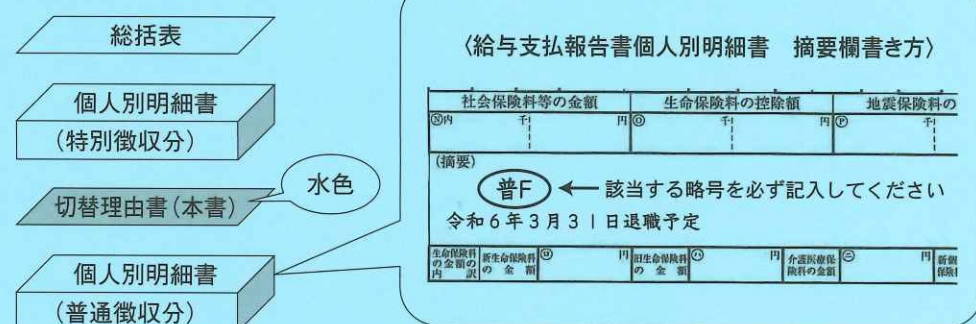 総括表
個人別明細書
(特別徴収分)
切替理由書(本書)
水色
個人別明細書
(普通徴収分)
〈給与支払報告書個人別明細書 摘要欄書き方〉
社会保険料等の金額 生命保険料の控除額 地震保険料の
内 千 円 千 円 千
(摘要)
普F ← 該当する略号を必ず記入してください
令和6年3月31日退職予定
生命保険料の金額の内訳 新生命保険料の金額 円 旧生命保険料の金額 円 介護医療保険料の金額 円